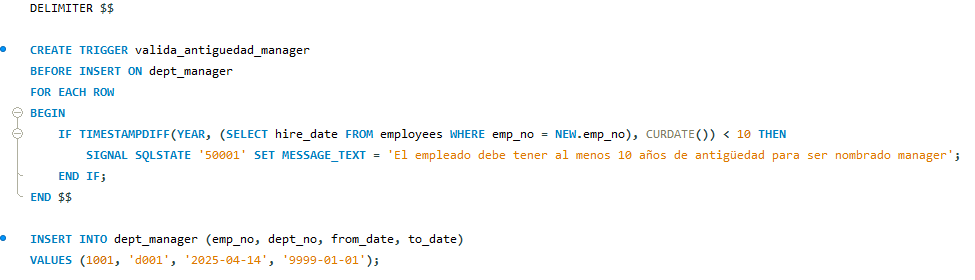 DELIMITER $$
CREATE TRIGGER valida_antiguedad_manager
BEFORE INSERT ON dept_manager
FOR EACH ROW
BEGIN
IF TIMESTAMPDIFF(YEAR, (SELECT hire_date FROM employees WHERE emp_no = NEW.emp_no), CURDATE()) < 10 THEN
SIGNAL SQLSTATE '50001' SET MESSAGE_TEXT = 'El empleado debe tener al menos 10 años de antigüedad para ser nombrado manager';
END IF;
END $$
INSERT INTO dept_manager (emp_no, dept_no, from_date, to_date)
VALUES (1001, 'd001', '2025-04-14', '9999-01-01');